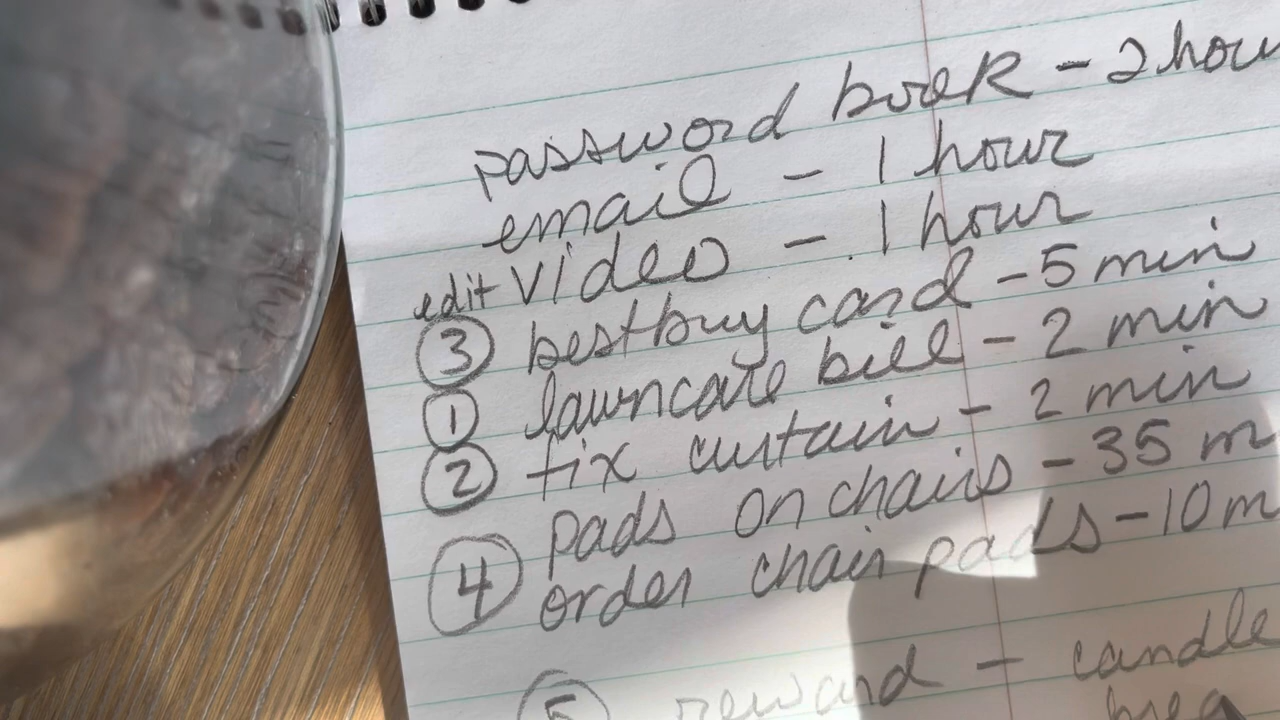 password book - 2 hou
email - 1 hour
edit video - 1 hour
③ bestbuy card - 5 min
① lawncare bill - 2 min
② fix curtain - 2 min
pads on chairs - 35 m
④ order chair pads - 10 m
⑤ reward - candle
brea